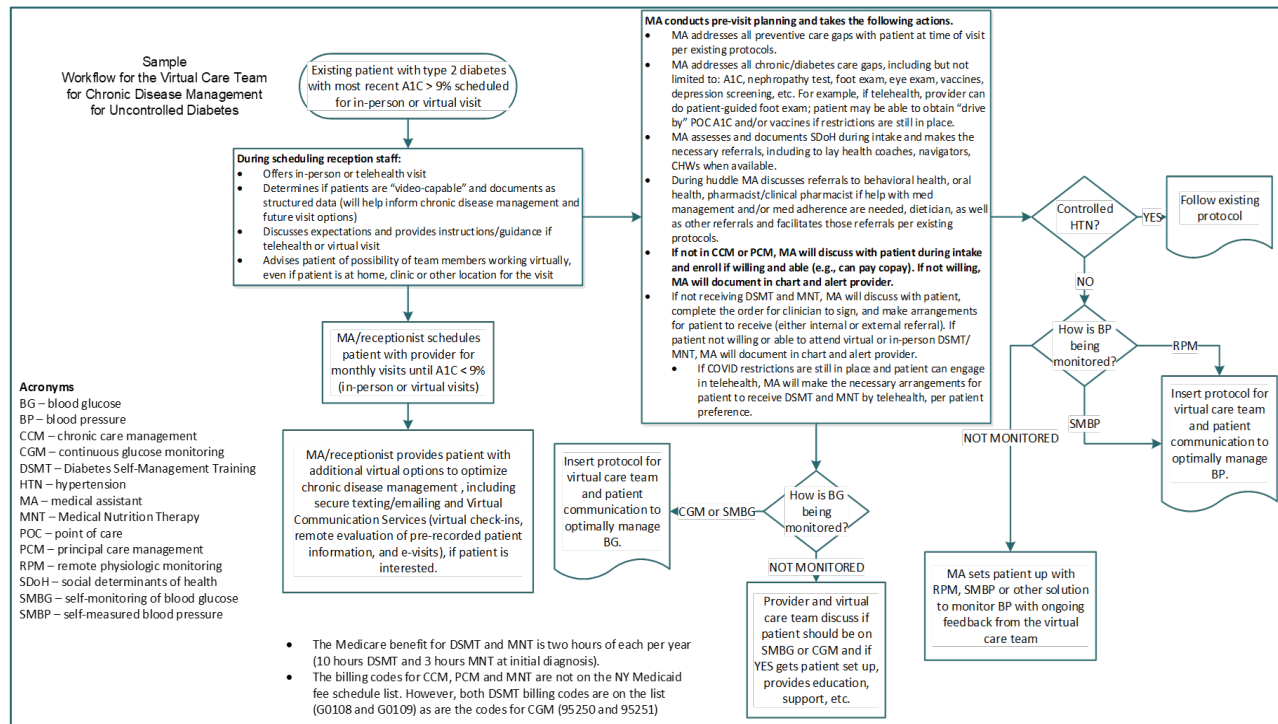 Sample
Workflow for the Virtual Care Team
for Chronic Disease Management
for Uncontrolled Diabetes
Existing patient with type 2 diabetes
with most recent A1C > 9% scheduled
for in-person or virtual visit
During scheduling reception staff:
• Offers in-person or telehealth visit
• Determines if patients are “video-capable” and documents as
structured data (will help inform chronic disease management and
future visit options)
• Discusses expectations and provides instructions/guidance if
telehealth or virtual visit
• Advises patient of possibility of team members working virtually,
even if patient is at home, clinic or other location for the visit
MA/receptionist schedules
patient with provider for
monthly visits until A1C < 9%
(in-person or virtual visits)
MA/receptionist provides patient with
additional virtual options to optimize
chronic disease management , including
secure texting/emailing and Virtual
Communication Services (virtual check-ins,
remote evaluation of pre-recorded patient
information, and e-visits), if patient is
interested.
MA conducts pre-visit planning and takes the following actions.
• MA addresses all preventive care gaps with patient at time of visit
per existing protocols.
• MA addresses all chronic/diabetes care gaps, including but not
limited to: A1C, nephropathy test, foot exam, eye exam, vaccines,
depression screening, etc. For example, if telehealth, provider can
do patient-guided foot exam; patient may be able to obtain “drive
by” POC A1C and/or vaccines if restrictions are still in place.
• MA assesses and documents SDoH during intake and makes the
necessary referrals, including to lay health coaches, navigators,
CHWs when available.
• During huddle MA discusses referrals to behavioral health, oral
health, pharmacist/clinical pharmacist if help with med
management and/or med adherence are needed, dietician, as well
as other referrals and facilitates those referrals per existing
protocols.
• If not in CCM or PCM, MA will discuss with patient during intake
and enroll if willing and able (e.g., can pay copay). If not willing,
MA will document in chart and alert provider.
• If not receiving DSMT and MNT, MA will discuss with patient,
complete the order for clinician to sign, and make arrangements
for patient to receive (either internal or external referral). If
patient not willing or able to attend virtual or in-person DSMT/
MNT, MA will document in chart and alert provider.
• If COVID restrictions are still in place and patient can engage
in telehealth, MA will make the necessary arrangements for
patient to receive DSMT and MNT by telehealth, per patient
preference.
Controlled
HTN?
YES
Follow existing
protocol
NO
How is BP
being
monitored?
RPM
SMBP
NOT MONITORED
Insert protocol for
virtual care team
and patient
communication to
optimally manage
BP.
MA sets patient up with
RPM, SMBP or other solution
to monitor BP with ongoing
feedback from the virtual
care team
How is BG
being
monitored?
CGM or SMBG
Insert protocol for
virtual care team
and patient
communication to
optimally manage
BG.
NOT MONITORED
Provider and virtual
care team discuss if
patient should be on
SMBG or CGM and if
YES gets patient set up,
provides education,
support, etc.
Acronyms
BG – blood glucose
BP – blood pressure
CCM – chronic care management
CGM – continuous glucose monitoring
DSMT – Diabetes Self-Management Training
HTN – hypertension
MA – medical assistant
MNT – Medical Nutrition Therapy
POC – point of care
PCM – principal care management
RPM – remote physiologic monitoring
SDoH – social determinants of health
SMBG – self-monitoring of blood glucose
SMBP – self-measured blood pressure
• The Medicare benefit for DSMT and MNT is two hours of each per year
(10 hours DSMT and 3 hours MNT at initial diagnosis).
• The billing codes for CCM, PCM and MNT are not on the NY Medicaid
fee schedule list. However, both DSMT billing codes are on the list
(G0108 and G0109) as are the codes for CGM (95250 and 95251)